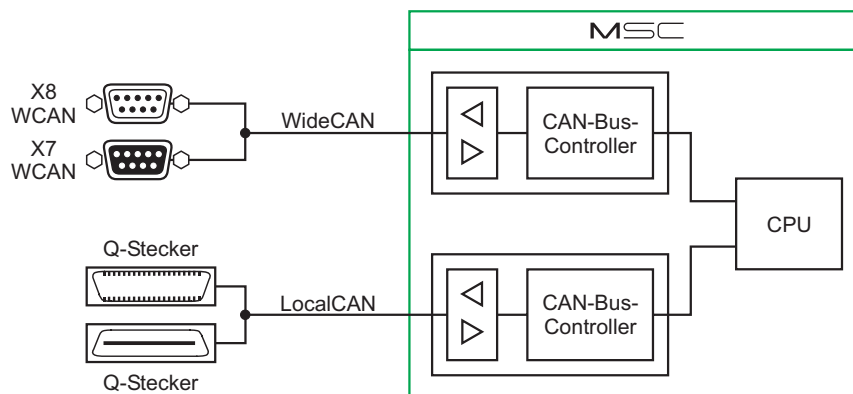 MSC
X8
WCAN
X7
WCAN
WideCAN
CAN-Bus-
Controller
CPU
Q-Stecker
LocalCAN
CAN-Bus-
Controller
Q-Stecker